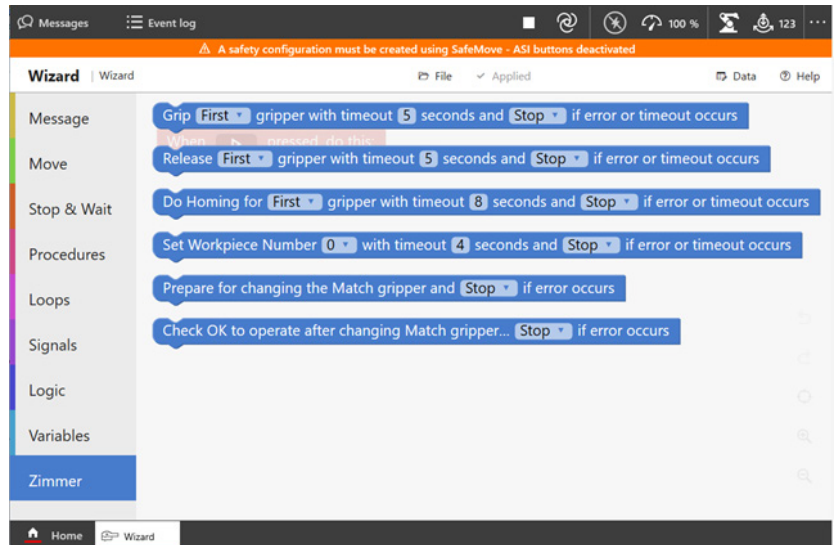 Messages
Event log
100 %
123
A safety configuration must be created using SafeMove - ASI buttons deactivated
Wizard | Wizard
File
Applied
Data
Help
Message
Move
Stop & Wait
Procedures
Loops
Signals
Logic
Variables
Zimmer
Grip First gripper with timeout 5 seconds and Stop if error or timeout occurs
When pressed, do this:
Release First gripper with timeout 5 seconds and Stop if error or timeout occurs
Do Homing for First gripper with timeout 8 seconds and Stop if error or timeout occurs
Set Workpiece Number 0 with timeout 4 seconds and Stop if error or timeout occurs
Prepare for changing the Match gripper and Stop if error occurs
Check OK to operate after changing Match gripper... Stop if error occurs
Home
Wizard